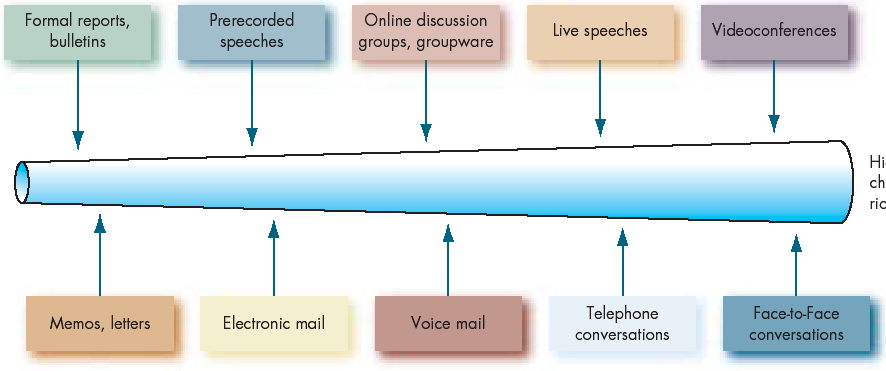 Formal reports,
bulletins
Prerecorded
speeches
Online discussion
groups, groupware
Live speeches
Videoconferences
Memos, letters
Electronic mail
Voice mail
Telephone
conversations
Face-to-Face
conversations